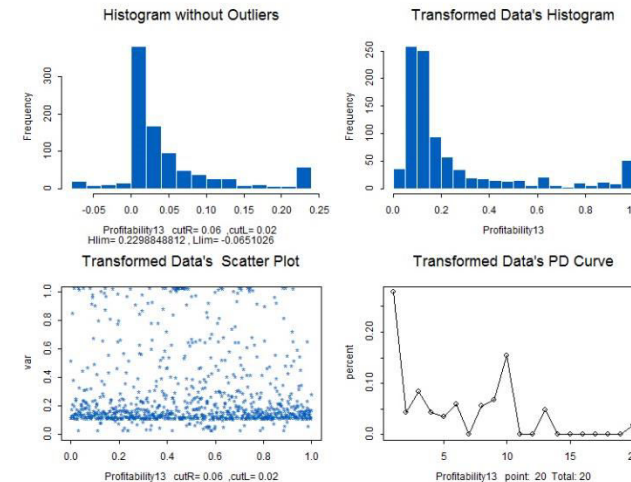 Histogram without Outliers
Frequency
300
200
100
0
-0.05 0.00 0.05 0.10 0.15 0.20 0.25
Profitability13 cutR= 0.06 ,cutL= 0.02
Hlim= 0.2298848812 , Llim= -0.0651026
Transformed Data's Histogram
Frequency
250
200
150
100
50
0
0.0 0.2 0.4 0.6 0.8
Profitability13
Transformed Data's Scatter Plot
var
1.0
0.8
0.6
0.4
0.2
0.0
0.0 0.2 0.4 0.6 0.8 1.0
Profitability13 cutR= 0.06 ,cutL= 0.02
Transformed Data's PD Curve
percent
0.20
0.10
0.0
5 10 15
Profitability13 point: 20 Total: 20